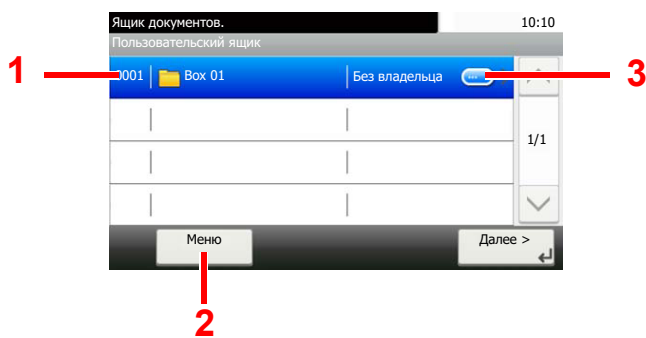 Ящик документов. 10:10
Пользовательский ящик
1 0001 Box 01 Без владельца ... 3
1/1
Меню Далее >
2